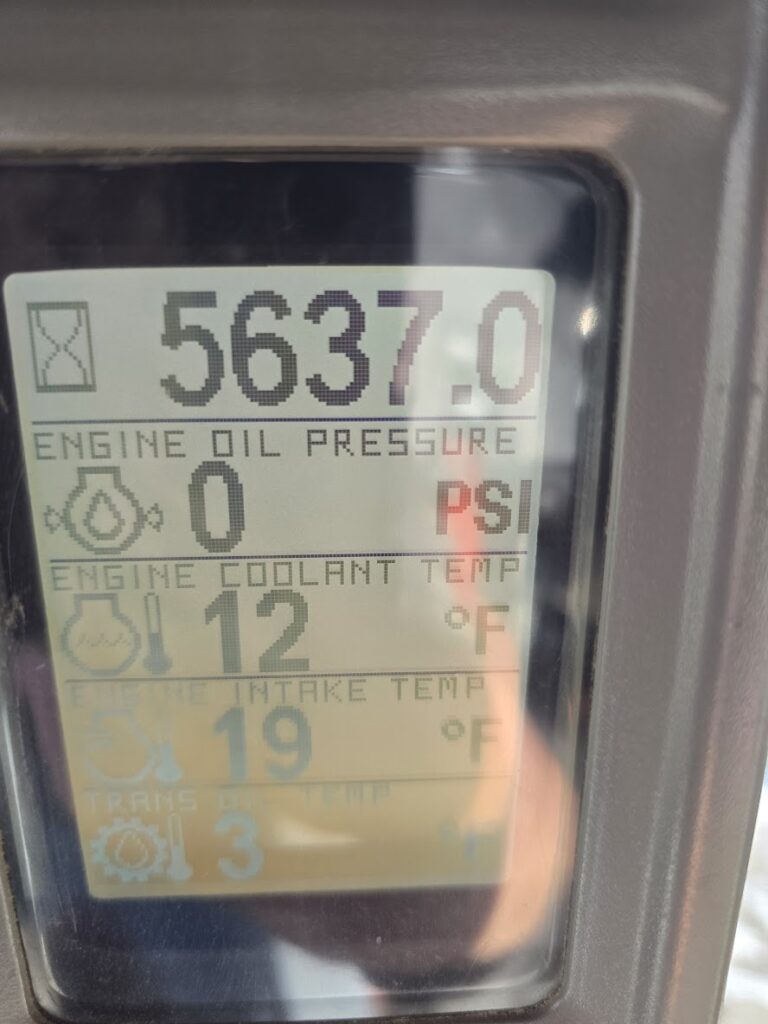 5637.0
ENGINE OIL PRESSURE
0 PSI
ENGINE COOLANT TEMP
12 °F
ENGINE INTAKE TEMP
19 °F
TRANS OIL TEMP
3 °F